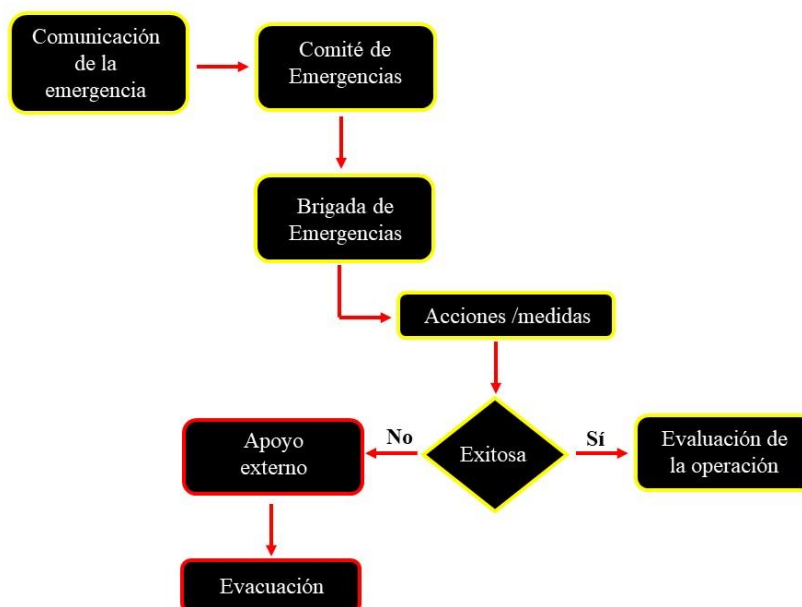 Comunicación
de la
emergencia
Comité de
Emergencias
Brigada de
Emergencias
Acciones /medidas
Exitosa
No
Sí
Apoyo
externo
Evaluación de
la operación
Evacuación